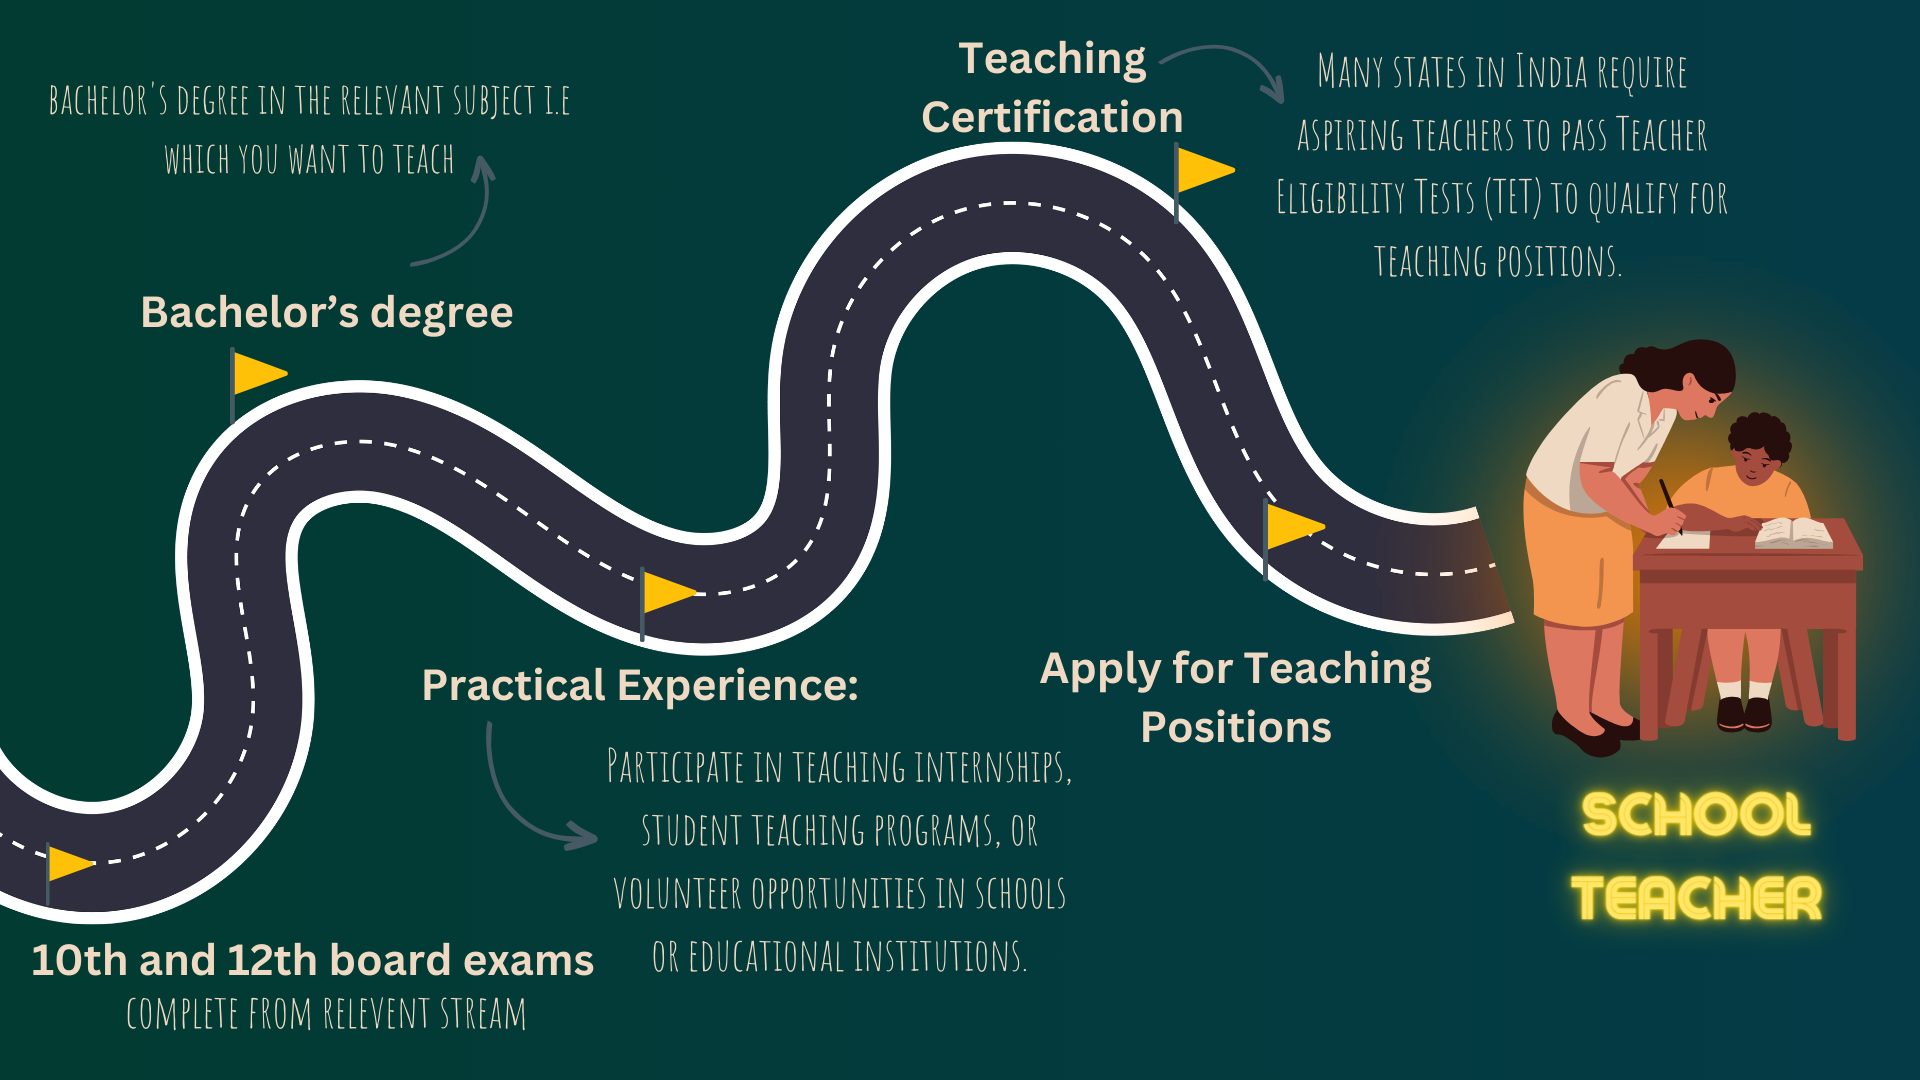 Teaching
Certification
Many states in India require
aspiring teachers to pass Teacher
Eligibility Tests (TET) to qualify for
teaching positions.
Bachelor's degree in the relevant subject i.e
which you want to teach
Bachelor’s degree
Practical Experience:
Participate in teaching internships,
student teaching programs, or
volunteer opportunities in schools
or educational institutions.
Apply for Teaching
Positions
SCHOOL
TEACHER
10th and 12th board exams
complete from relevent stream